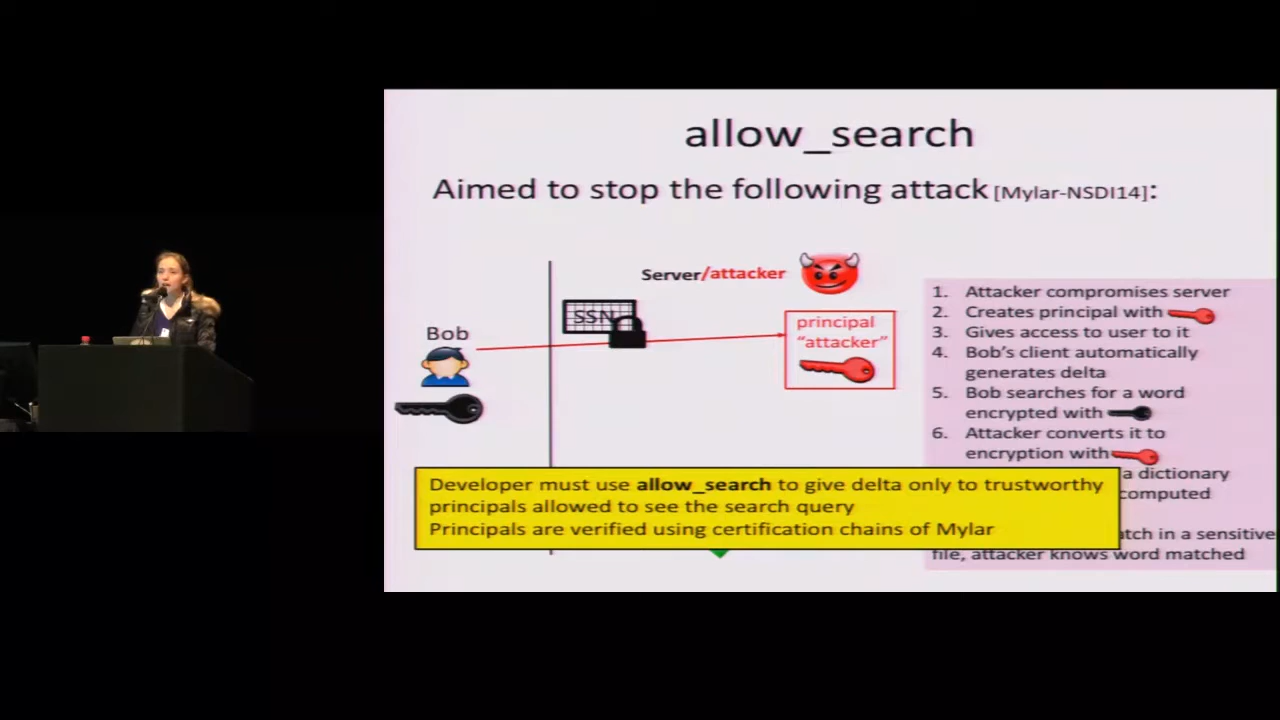 allow_search
Aimed to stop the following attack [Mylar-NSDI14]:
Server/attacker
SSN
Bob
principal
"attacker"
1. Attacker compromises server
2. Creates principal with
3. Gives access to user to it
4. Bob's client automatically
generates delta
5. Bob searches for a word
encrypted with
6. Attacker converts it to
encryption with
a dictionary
computed
atch in a sensitive
file, attacker knows word matched
Developer must use allow_search to give delta only to trustworthy
principals allowed to see the search query
Principals are verified using certification chains of Mylar